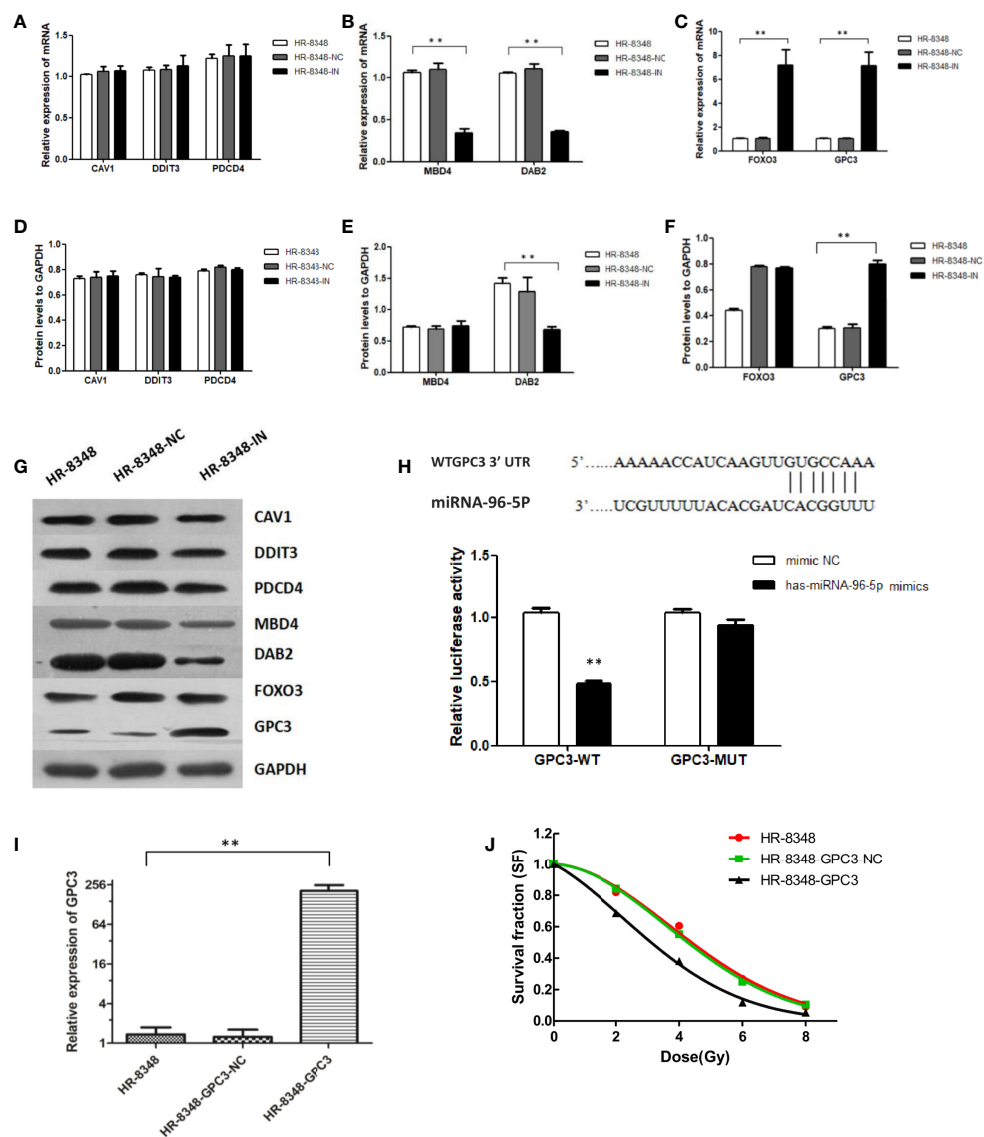 A
Relative expression of mRNA
1.5
1.0
0.5
0.0
CAV1 DDIT3 PDCD4
HR-8348
HR-8348-NC
HR-8348-IN
B
Relative expression of mRNA
1.5
1.0
0.5
0.0
** **
MBD4 DAB2
HR-8348
HR-8348-NC
HR-8348-IN
C
Relative expression of mRNA
10
8
6
4
2
0
** **
FOXO3 GPC3
HR-8348
HR-8348-NC
HR-8348-IN
D
Protein levels to GAPDH
1.0
0.8
0.6
0.4
0.2
0.0
CAV1 DDIT3 PDCD4
HR-8348
HR-8348-NC
HR-8348-IN
E
Protein levels to GAPDH
2.0
1.5
1.0
0.5
0.0
**
MBD4 DAB2
HR-8348
HR-8348-NC
HR-8348-IN
F
Protein levels to GAPDH
1.0
0.8
0.6
0.4
0.2
0.0
**
FOXO3 GPC3
HR-8348
HR-8348-NC
HR-8348-IN
G
HR-8348 HR-8348-NC HR-8348-IN
CAV1
DDIT3
PDCD4
MBD4
DAB2
FOXO3
GPC3
GAPDH
H
WTGPC3 3’ UTR 5’……AAAAACCAUCAAGUUGUGCCAAA
miRNA-96-5P 3’…..UCGUUUUUACACGAUCACGGUUU
Relative luciferase activity
1.5
1.0
0.5
0.0
**
GPC3-WT GPC3-MUT
mimic NC
has-miRNA-96-5p mimics
I
Relative expression of GPC3
256
64
16
4
1
**
HR-8348 HR-8348-GPC3-NC HR-8348-GPC3
J
Survival fraction (SF)
1.2
1.0
0.8
0.6
0.4
0.2
0.0
0 2 4 6 8
Dose(Gy)
HR-8348
HR-8348-GPC3-NC
HR-8348-GPC3